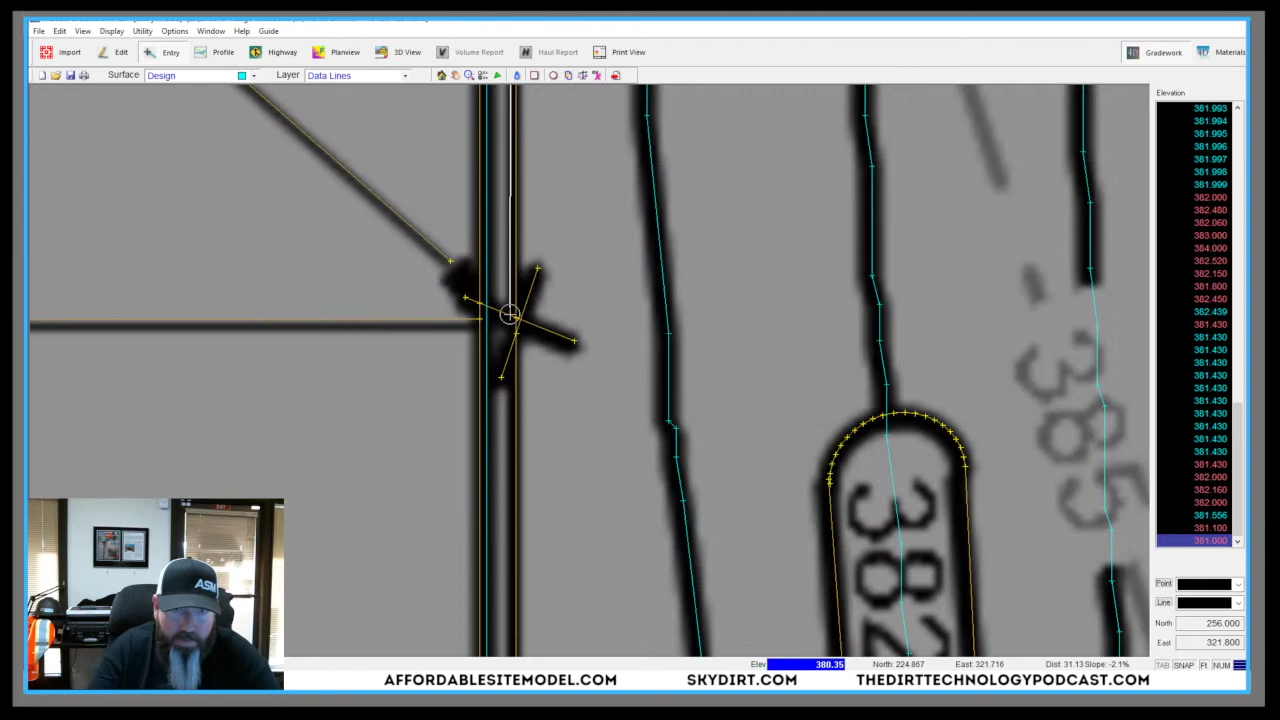 File Edit View Display Utility Options Window Help Guide
Import Edit Entry Profile Highway Planview 3D View Volume Report Haul Report Print View 4D Gradework 4D Materials
Surface Design Layer Data Lines
Elevation
381.993
381.994
381.995
381.996
381.997
381.998
381.999
382.000
382.480
382.060
383.000
384.000
382.520
382.150
381.800
382.450
382.439
381.430
381.430
381.430
381.430
381.430
381.430
381.430
381.430
381.430
381.430
382.000
382.160
382.000
381.556
381.100
381.000
385
382
EXIT
ASM
Point
Line
North 256.000
East 321.800
Elev 380.35 North: 224.867 East: 321.716 Dist: 31.13 Slope: -2.1% TAB SNAP Ft NUM
AFFORDABLESITEMODEL.COM SKYDIRT.COM THEDIRTTECHNOLOGYPODCAST.COM